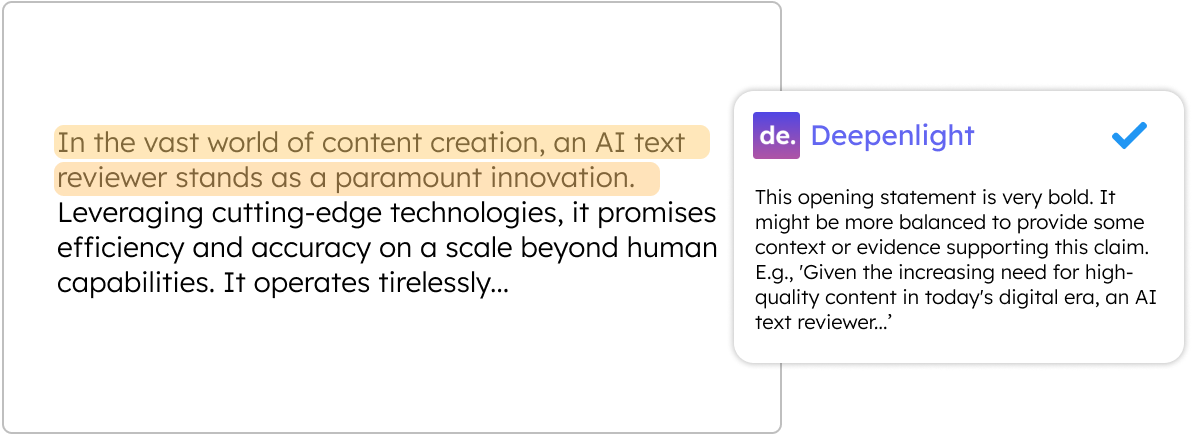 In the vast world of content creation, an AI text
reviewer stands as a paramount innovation.
Leveraging cutting-edge technologies, it promises
efficiency and accuracy on a scale beyond human
capabilities. It operates tirelessly...
de. Deepenlight
This opening statement is very bold. It
might be more balanced to provide some
context or evidence supporting this claim.
E.g., 'Given the increasing need for high-
quality content in today's digital era, an AI
text reviewer...’